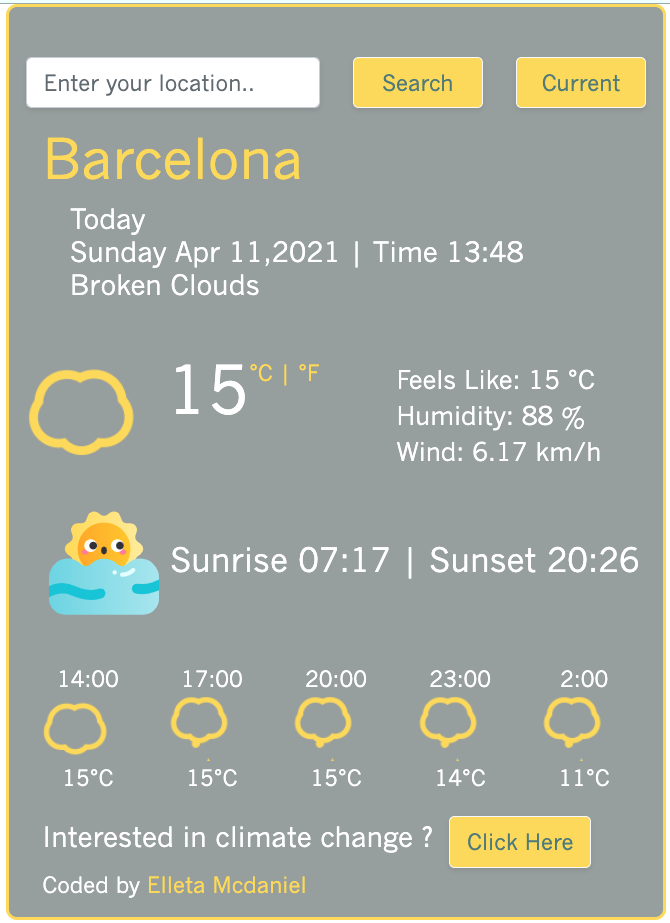 Enter your location..
Search
Current
Barcelona
Today
Sunday Apr 11,2021 | Time 13:48
Broken Clouds
15 °C | °F
Feels Like: 15 °C
Humidity: 88 %
Wind: 6.17 km/h
Sunrise 07:17 | Sunset 20:26
14:00 17:00 20:00 23:00 2:00
15°C 15°C 15°C 14°C 11°C
Interested in climate change ?
Click Here
Coded by Elleta Mcdaniel